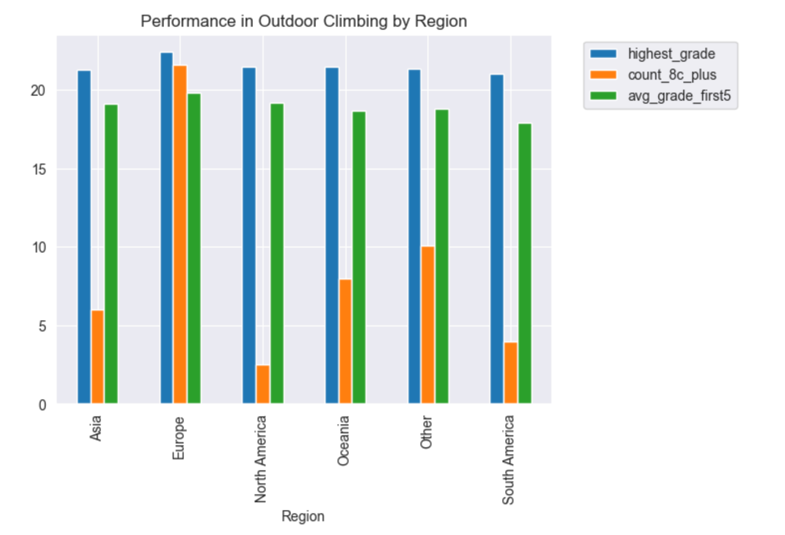 Performance in Outdoor Climbing by Region
highest_grade
count_8c_plus
avg_grade_first5
20
15
10
5
0
Asia
Europe
North America
Oceania
Other
South America
Region